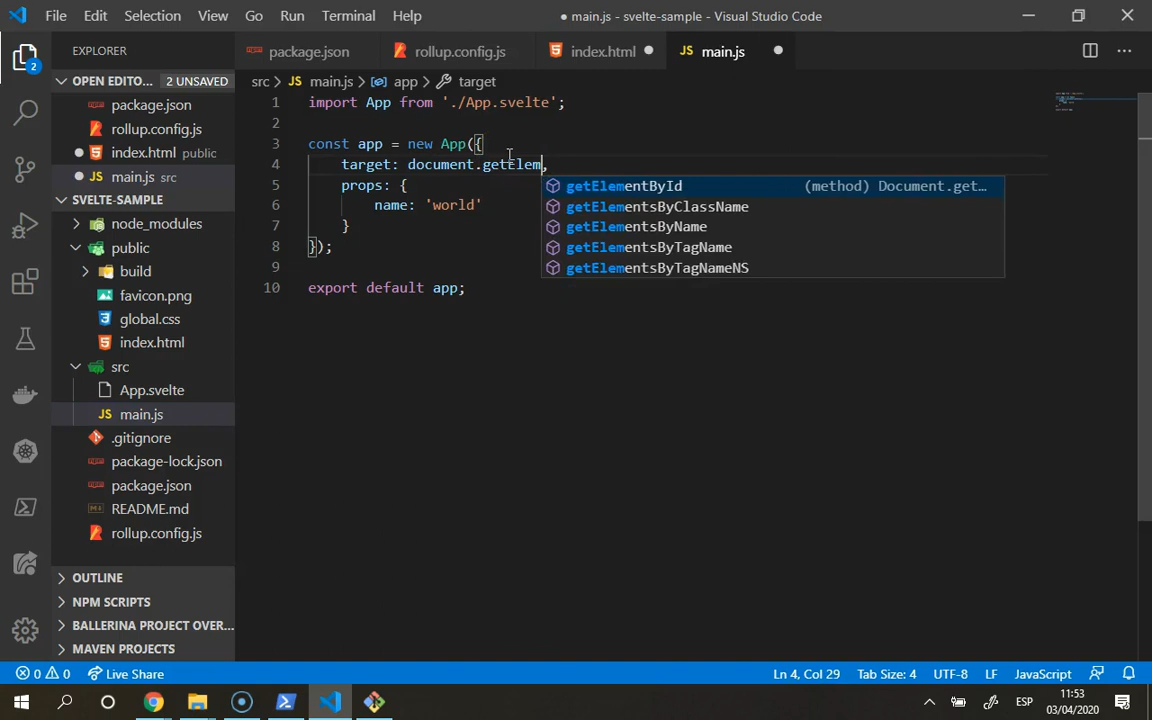 File Edit Selection View Go Run Terminal Help
● main.js - svelte-sample - Visual Studio Code
EXPLORER
package.json
rollup.config.js
index.html
JS main.js
OPEN EDITO... 2 UNSAVED
package.json
rollup.config.js
index.html public
JS main.js src
SVELTE-SAMPLE
node_modules
public
build
favicon.png
global.css
index.html
src
App.svelte
JS main.js
.gitignore
package-lock.json
package.json
README.md
rollup.config.js
OUTLINE
NPM SCRIPTS
BALLERINA PROJECT OVER...
MAVEN PROJECTS
2
src > JS main.js > app > target
1 import App from './App.svelte';
2
3 const app = new App({
4 target: document.getElem,
5 props: {
6 name: 'world'
7 }
8 });
9
10 export default app;
getElementById (method) Document.get...
getElementsByClassName
getElementsByName
getElementsByTagName
getElementsByTagNameNS
0 0 Live Share
Ln 4, Col 29 Tab Size: 4 UTF-8 LF JavaScript
ESP
11:53
03/04/2020